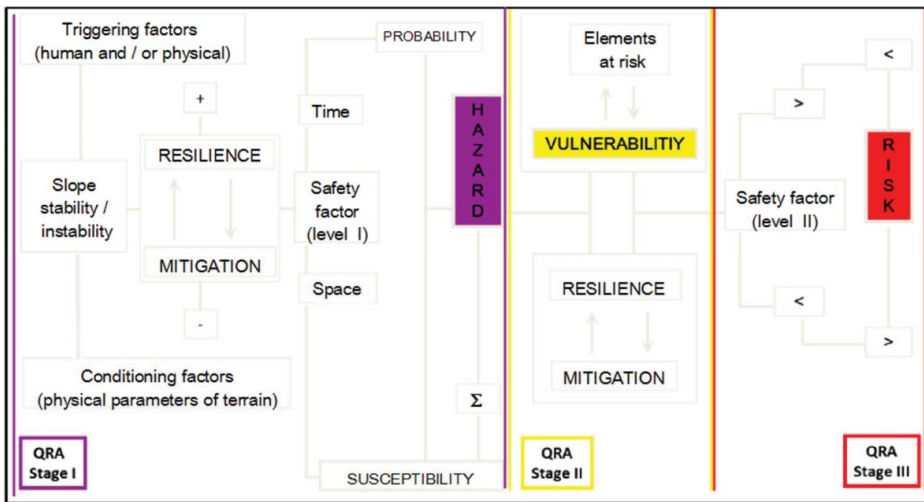 Triggering factors
(human and / or physical)
+
RESILIENCE
Slope
stability /
instability
MITIGATION
-
Conditioning factors
(physical parameters of terrain)
QRA
Stage I
PROBABILITY
Time
Safety
factor
(level I)
Space
SUSCEPTIBILITY
H
A
Z
A
R
D
Σ
Elements
at risk
VULNERABILITIY
RESILIENCE
MITIGATION
QRA
Stage II
<
>
Safety factor
(level II)
<
>
R
I
S
K
QRA
Stage III